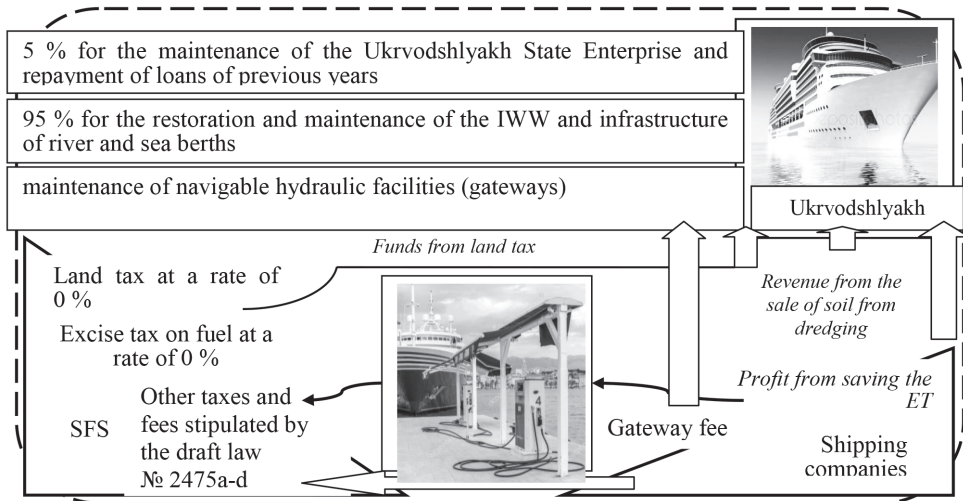 5 % for the maintenance of the Ukrvodshlyakh State Enterprise and
repayment of loans of previous years
95 % for the restoration and maintenance of the IWW and infrastructure
of river and sea berths
maintenance of navigable hydraulic facilities (gateways)
Ukrvodshlyakh
Funds from land tax
Land tax at a rate of
0 %
Revenue from the
sale of soil from
dredging
Excise tax on fuel at a
rate of 0 %
Profit from saving the
ET
Other taxes and
fees stipulated by
the draft law
№ 2475a-d
SFS
4
Gateway fee
Shipping
companies